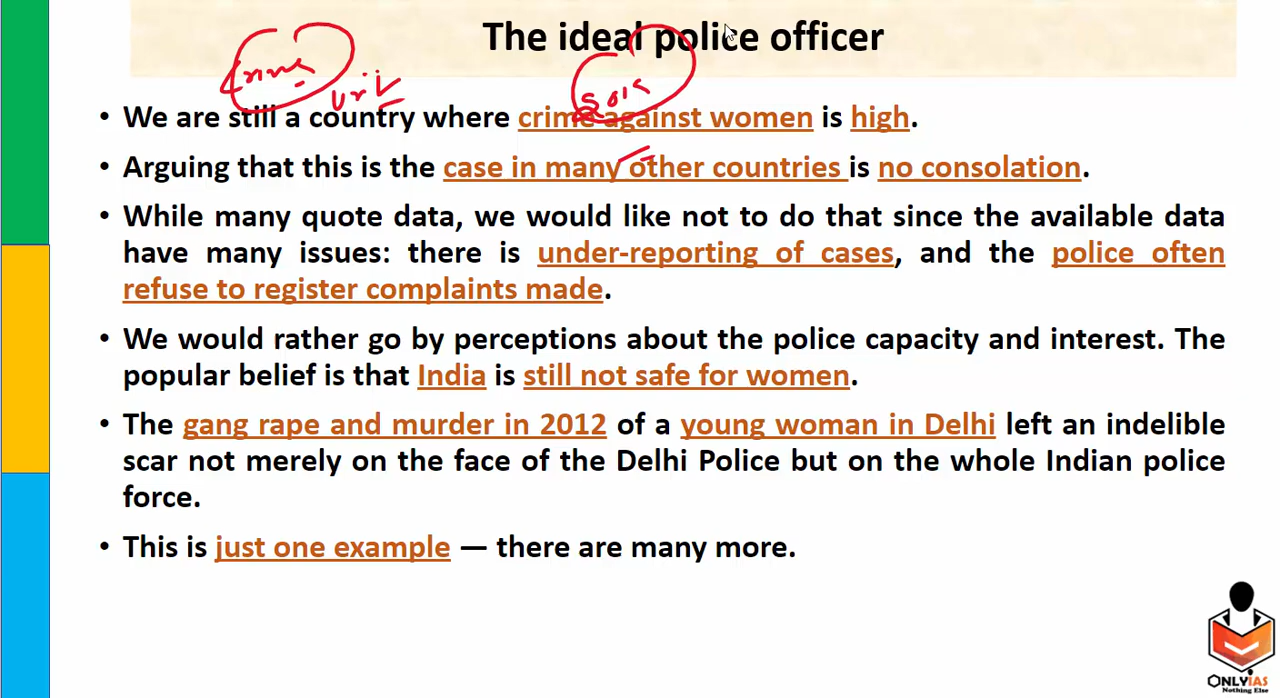 The ideal police officer
• We are still a country where crime against women is high.
• Arguing that this is the case in many other countries is no consolation.
• While many quote data, we would like not to do that since the available data
have many issues: there is under-reporting of cases, and the police often
refuse to register complaints made.
• We would rather go by perceptions about the police capacity and interest. The
popular belief is that India is still not safe for women.
• The gang rape and murder in 2012 of a young woman in Delhi left an indelible
scar not merely on the face of the Delhi Police but on the whole Indian police
force.
• This is just one example — there are many more.
ONLYIAS
Nothing Else